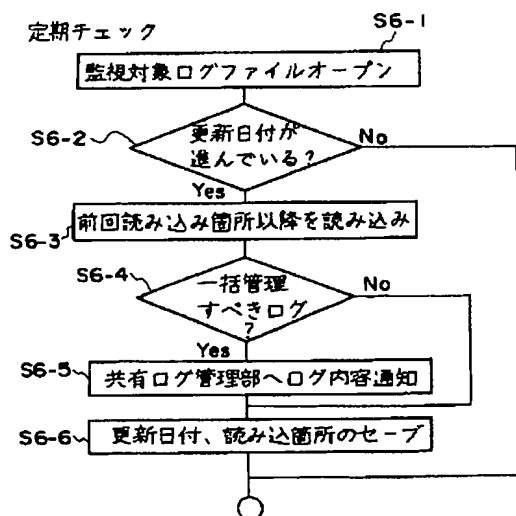 定期チェック
S6-1
監視対象ログファイルオープン
S6-2
更新日付が
進んでいる?
No
Yes
前回読み込み箇所以降を読み込み
S6-3
S6-4
一括管理
すべきログ
?
No
Yes
S6-5
共有ログ管理部へログ内容通知
S6-6
更新日付、読み込箇所のセーブ